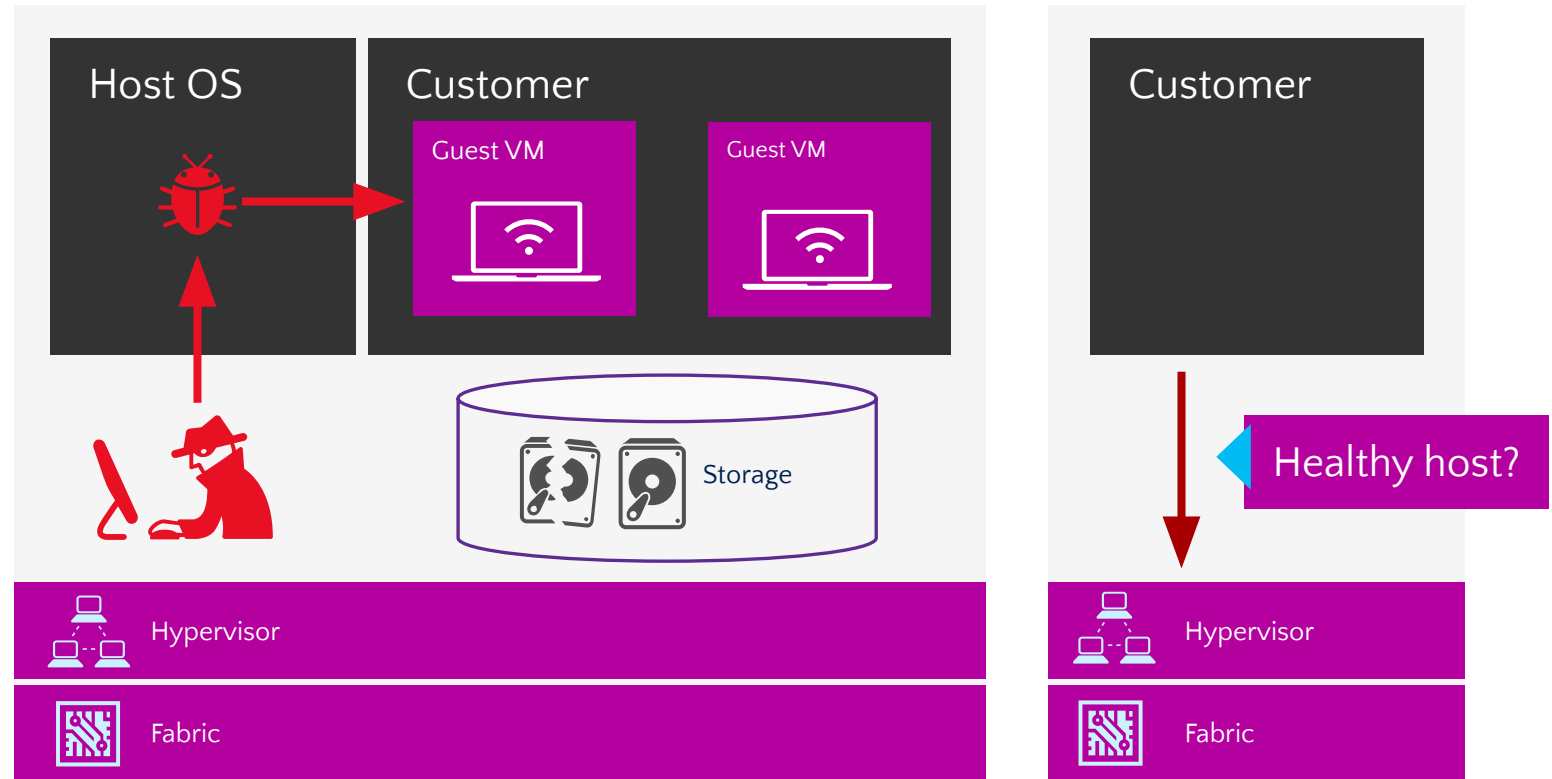 Host OS
Customer
Guest VM
Guest VM
Storage
Hypervisor
Fabric
Customer
Healthy host?
Hypervisor
Fabric